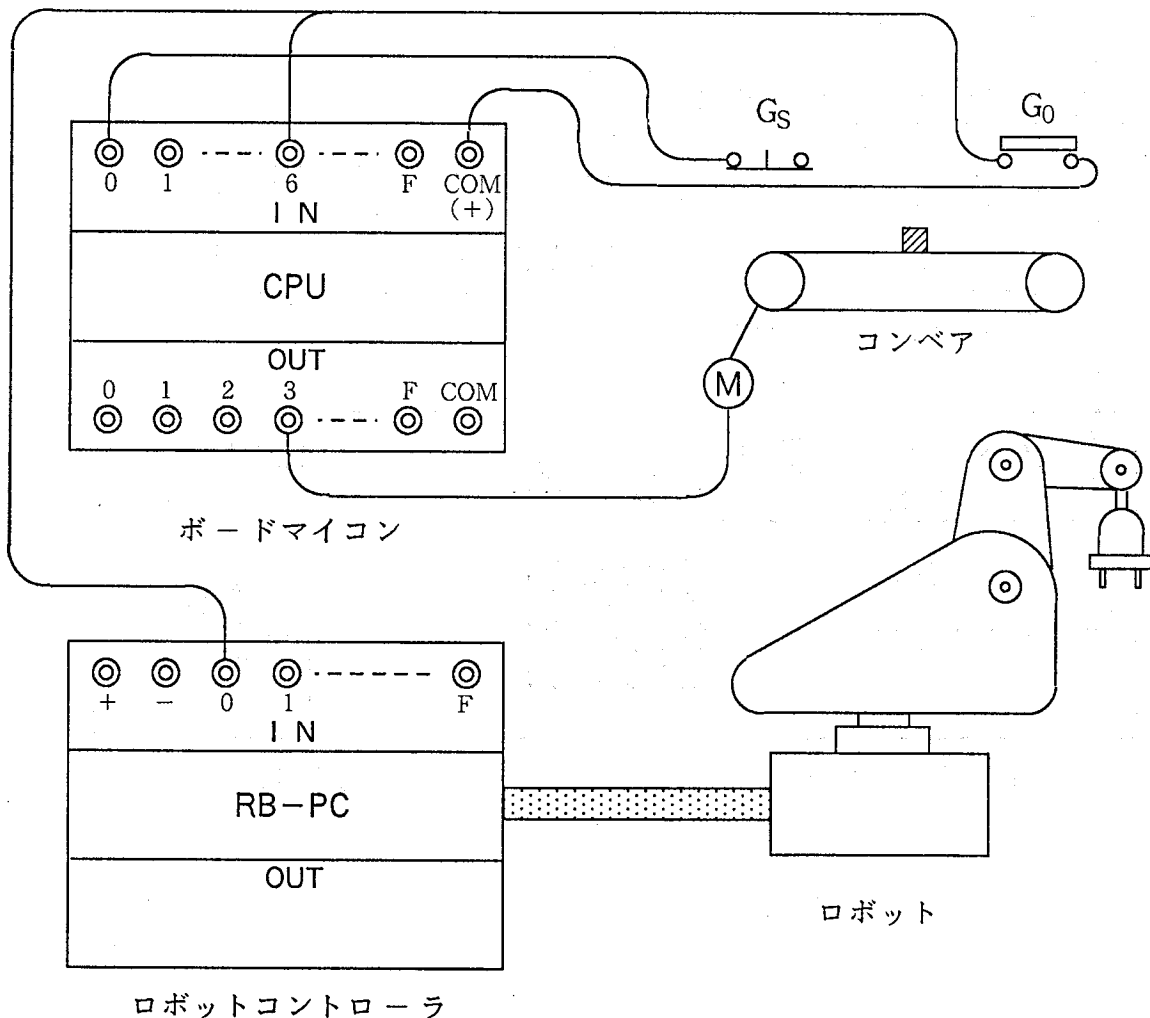 G_S
G_0
0 1 6 F COM
(+)
IN
CPU
OUT
0 1 2 3 F COM
コンベア
M
ボードマイコン
+ − 0 1 F
IN
RB-PC
OUT
ロボット
ロボットコントローラ